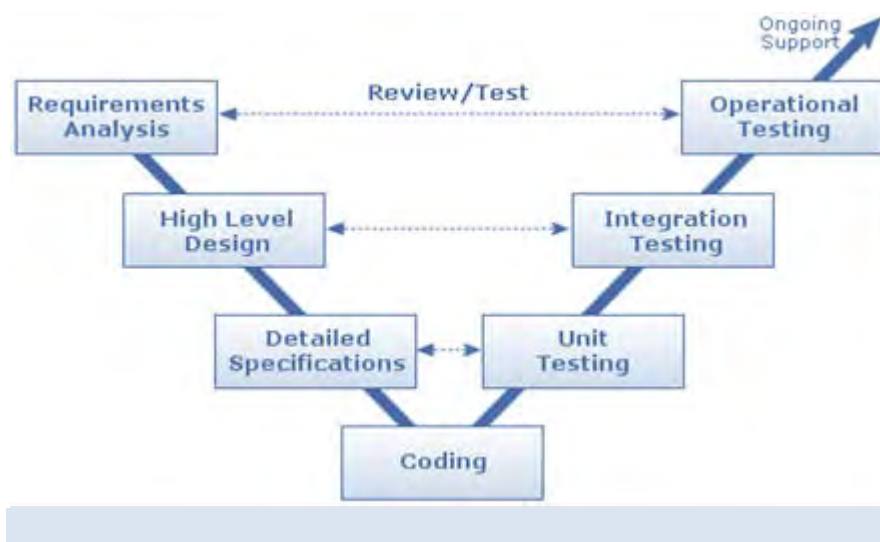 Ongoing
Support
Requirements
Analysis
Review/Test
Operational
Testing
High Level
Design
Integration
Testing
Detailed
Specifications
Unit
Testing
Coding